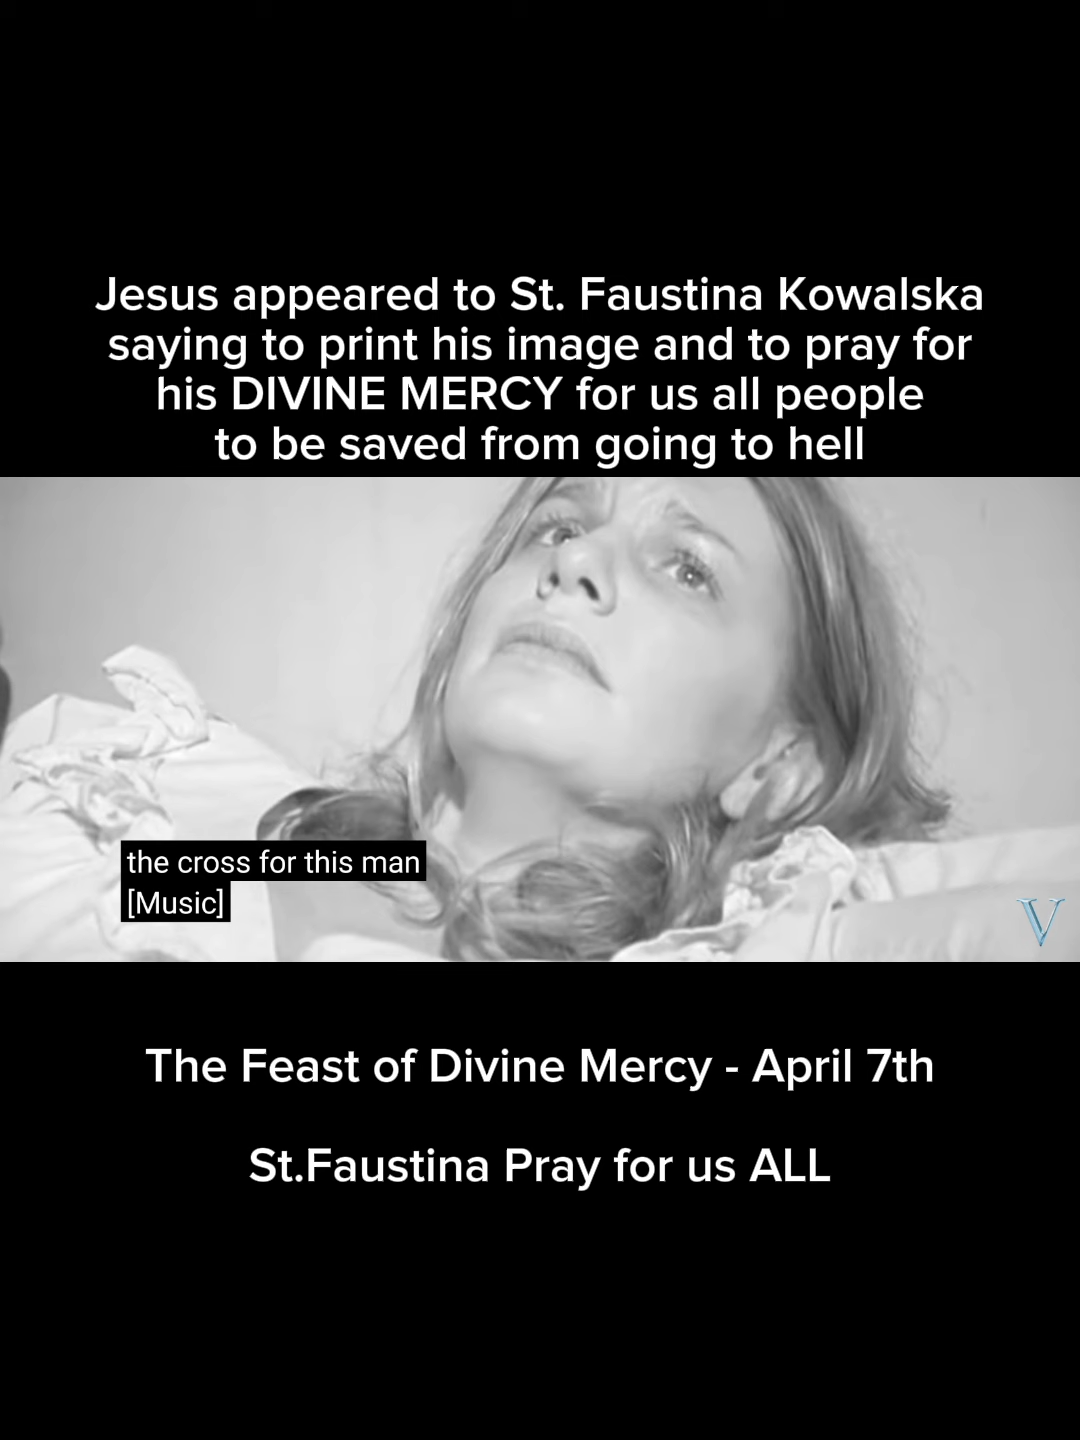 Jesus appeared to St. Faustina Kowalska
saying to print his image and to pray for
his DIVINE MERCY for us all people
to be saved from going to hell
the cross for this man
[Music]
V
The Feast of Divine Mercy - April 7th
St.Faustina Pray for us ALL